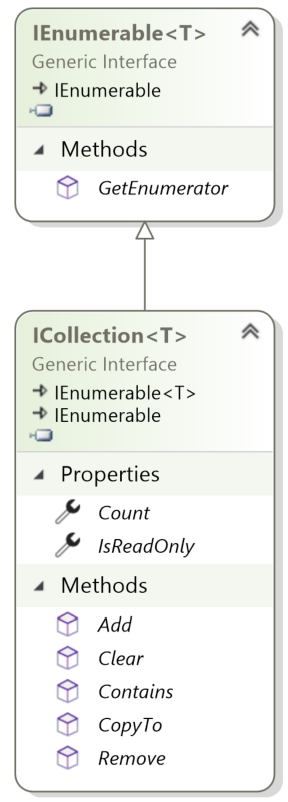 IEnumerable<T>
Generic Interface
IEnumerable
Methods
GetEnumerator
ICollection<T>
Generic Interface
IEnumerable<T>
IEnumerable
Properties
Count
IsReadOnly
Methods
Add
Clear
Contains
CopyTo
Remove